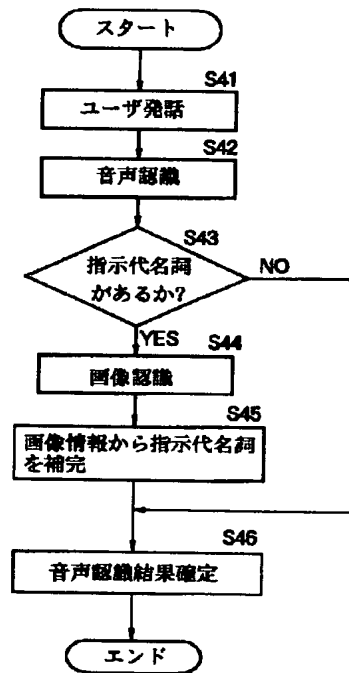 スタート
S41
ユーザ発話
S42
音声認識
S43
指示代名詞
があるか?
NO
YES
S44
画像認識
S45
画像情報から指示代名詞
を補完
S46
音声認識結果確定
エンド